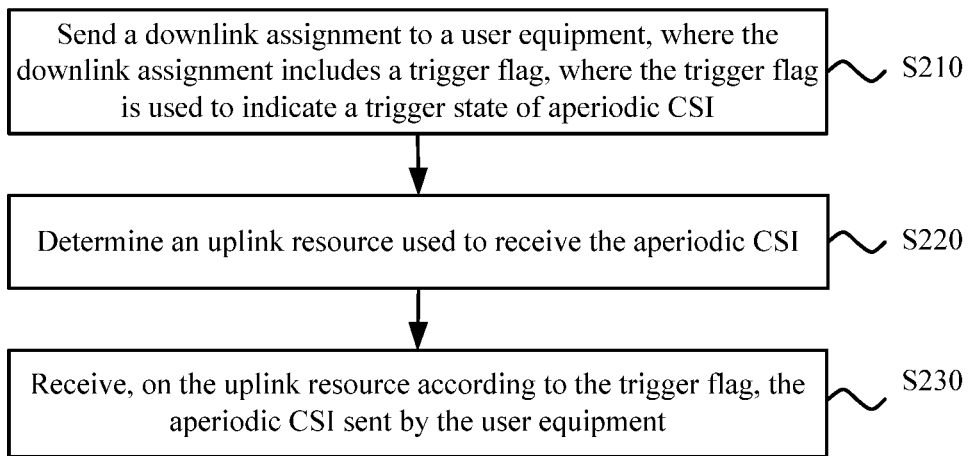 Send a downlink assignment to a user equipment, where the
downlink assignment includes a trigger flag, where the trigger flag
is used to indicate a trigger state of aperiodic CSI
S210
Determine an uplink resource used to receive the aperiodic CSI
S220
Receive, on the uplink resource according to the trigger flag, the
aperiodic CSI sent by the user equipment
S230